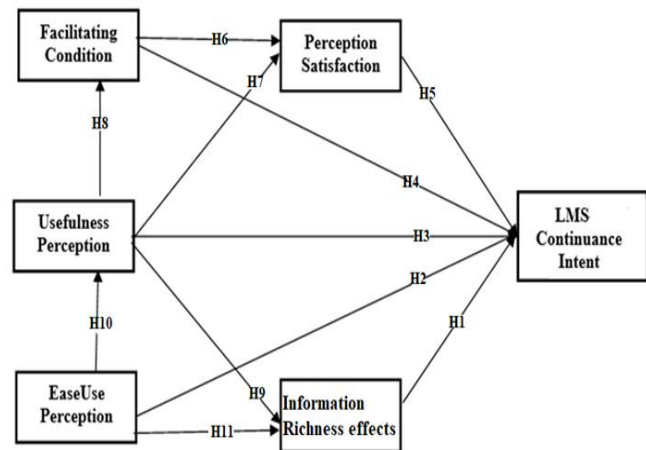 Facilitating
Condition
H6
Perception
Satisfaction
H7
H5
H8
H4
Usefulness
Perception
H3
LMS
Continuance
Intent
H2
H10
H1
EaseUse
Perception
H9
H11
Information
Richness effects